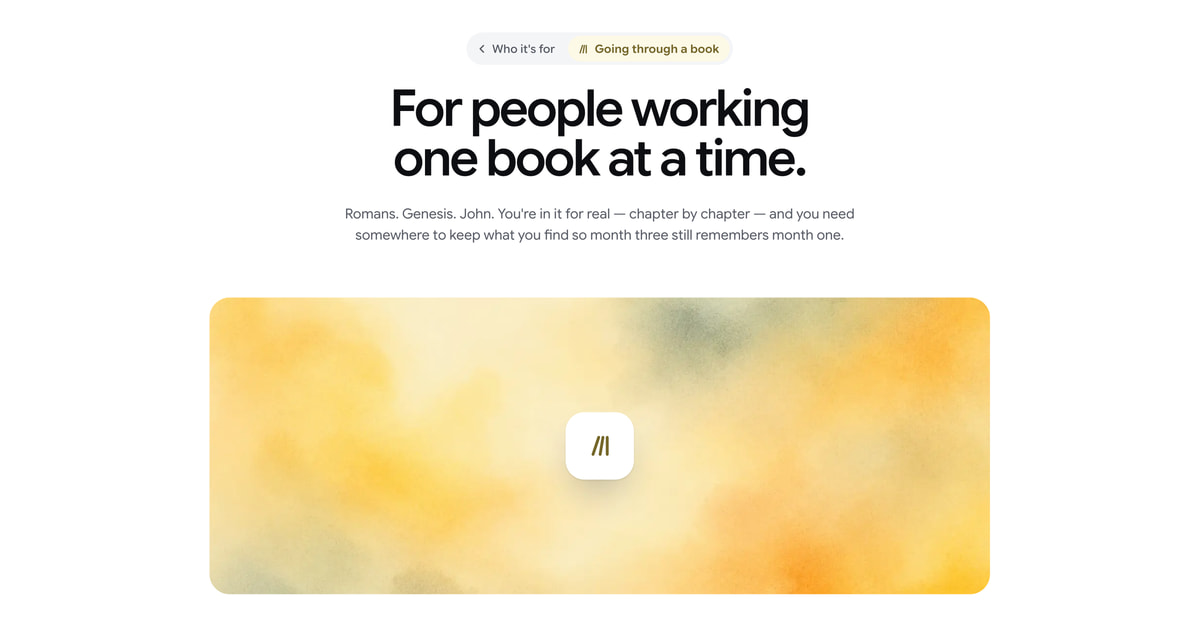 Who it's for
Going through a book
For people working
one book at a time.
Romans. Genesis. John. You're in it for real — chapter by chapter — and you need
somewhere to keep what you find so month three still remembers month one.